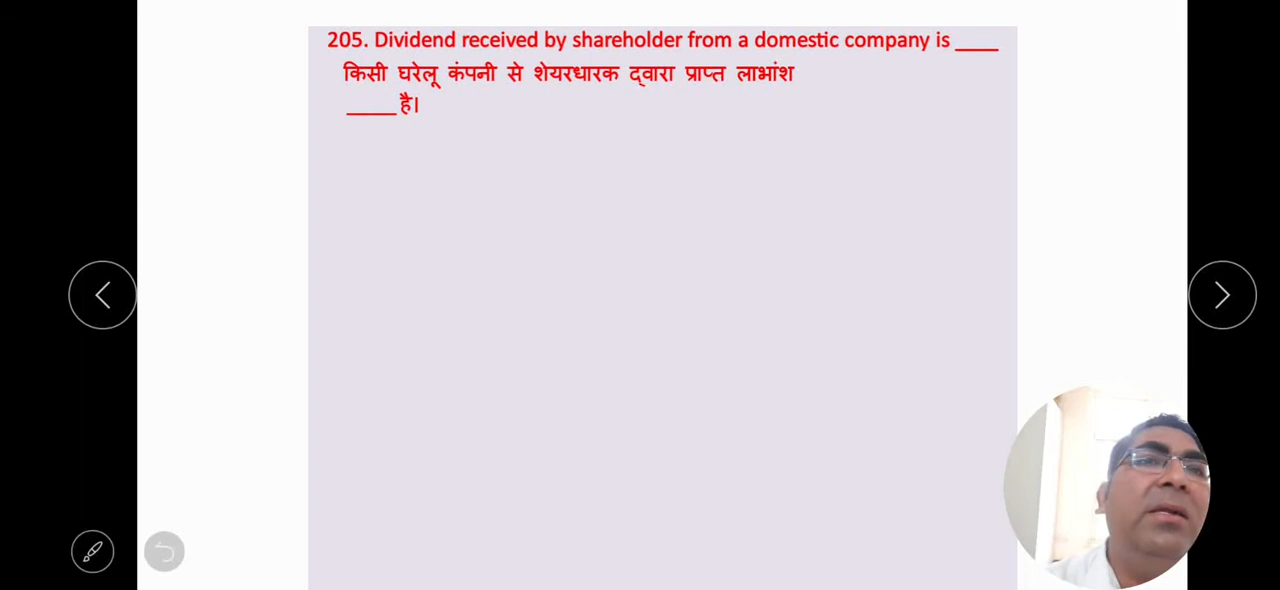 205. Dividend received by shareholder from a domestic company is ____
किसी घरेलू कंपनी से शेयरधारक द्वारा प्राप्त लाभांश
_____ है।